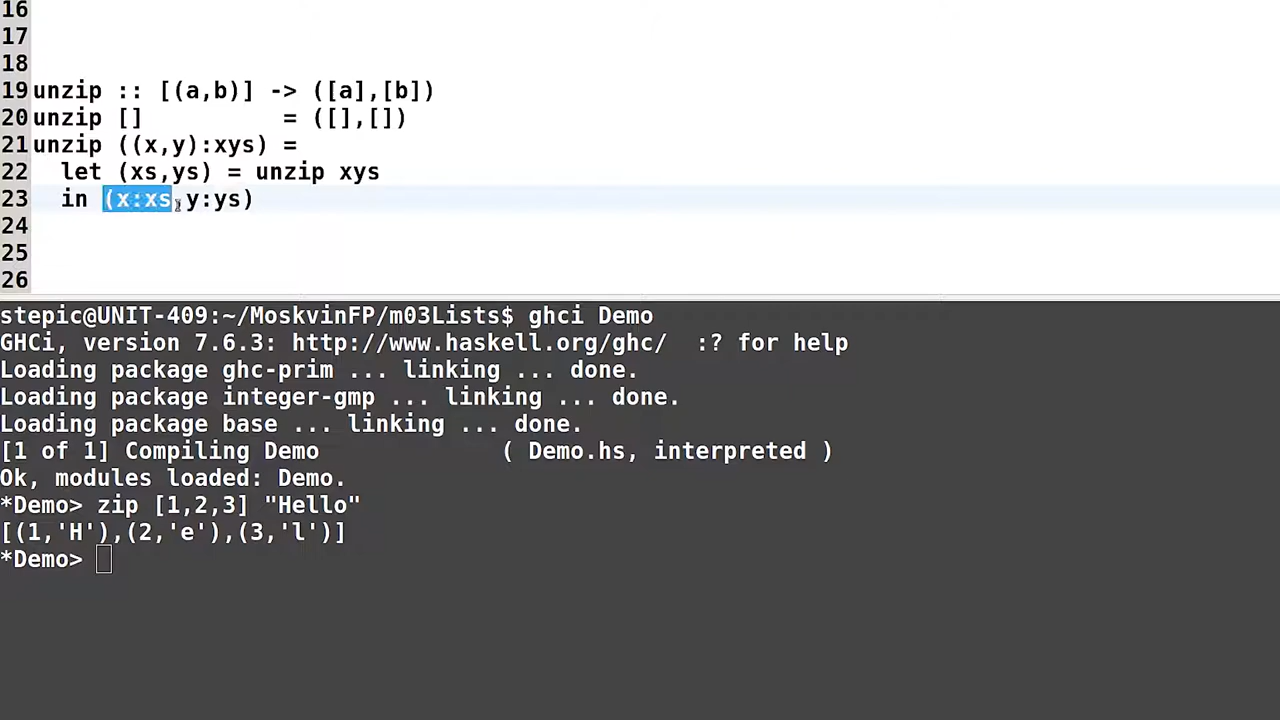 16
17
18
19 unzip :: [(a,b)] -> ([a],[b])
20 unzip []           = ([],[])
21 unzip ((x,y):xys) =
22   let (xs,ys) = unzip xys
23   in (x:xs,y:ys)
24
25
26
stepic@UNIT-409:~/MoskvinFP/m03Lists$ ghci Demo
GHCi, version 7.6.3: http://www.haskell.org/ghc/  :? for help
Loading package ghc-prim ... linking ... done.
Loading package integer-gmp ... linking ... done.
Loading package base ... linking ... done.
[1 of 1] Compiling Demo             ( Demo.hs, interpreted )
Ok, modules loaded: Demo.
*Demo> zip [1,2,3] "Hello"
[(1,'H'),(2,'e'),(3,'l')]
*Demo>